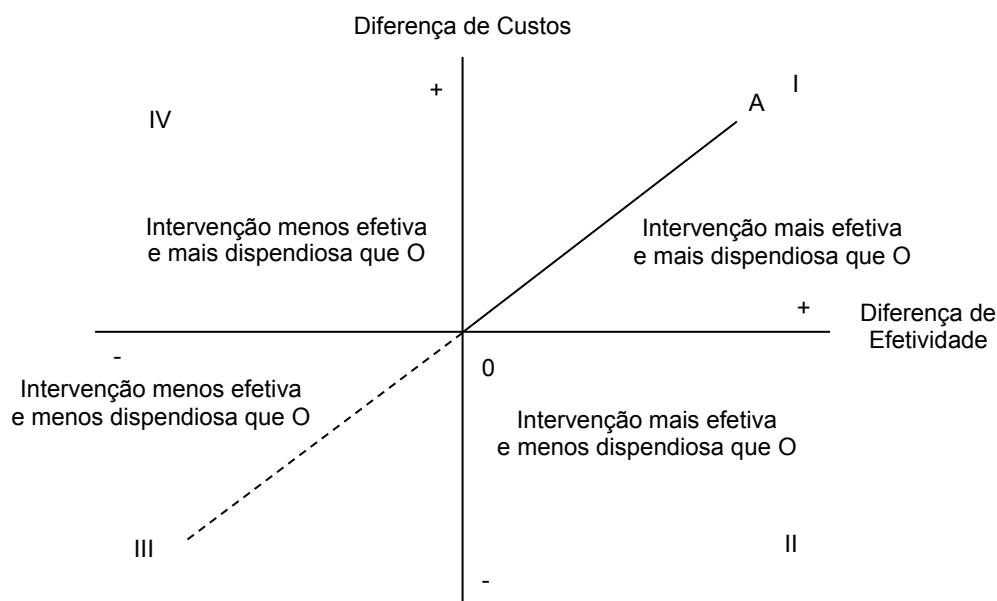 Diferença de Custos
+
I
A
IV
Intervenção menos efetiva
e mais dispendiosa que O
Intervenção mais efetiva
e mais dispendiosa que O
+
Diferença de
Efetividade
-
0
Intervenção menos efetiva
e menos dispendiosa que O
Intervenção mais efetiva
e menos dispendiosa que O
III
II
-